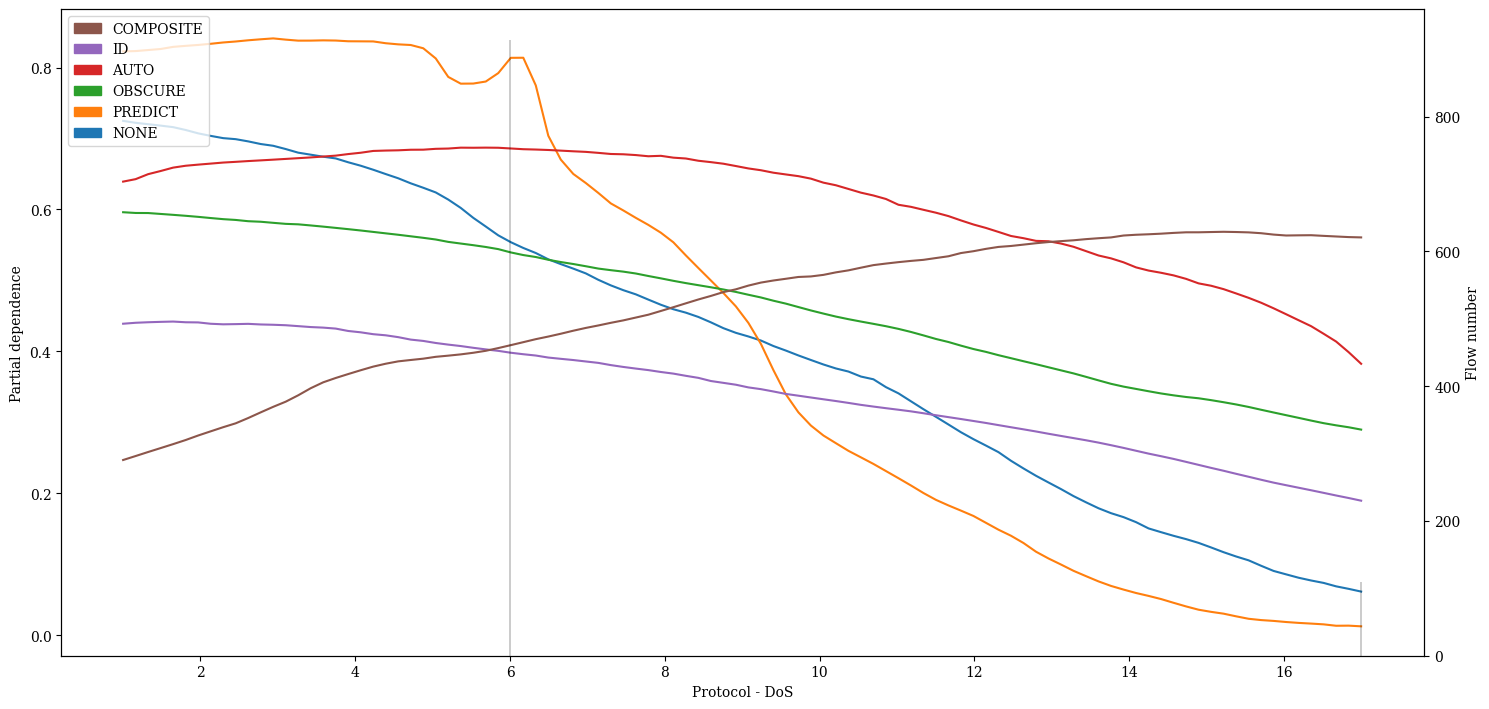 COMPOSITE
ID
AUTO
OBSCURE
PREDICT
NONE
Partial dependence
0.8
0.6
0.4
0.2
0.0
2
4
6
8
10
12
14
16
Protocol - DoS
800
600
400
200
0
Flow number